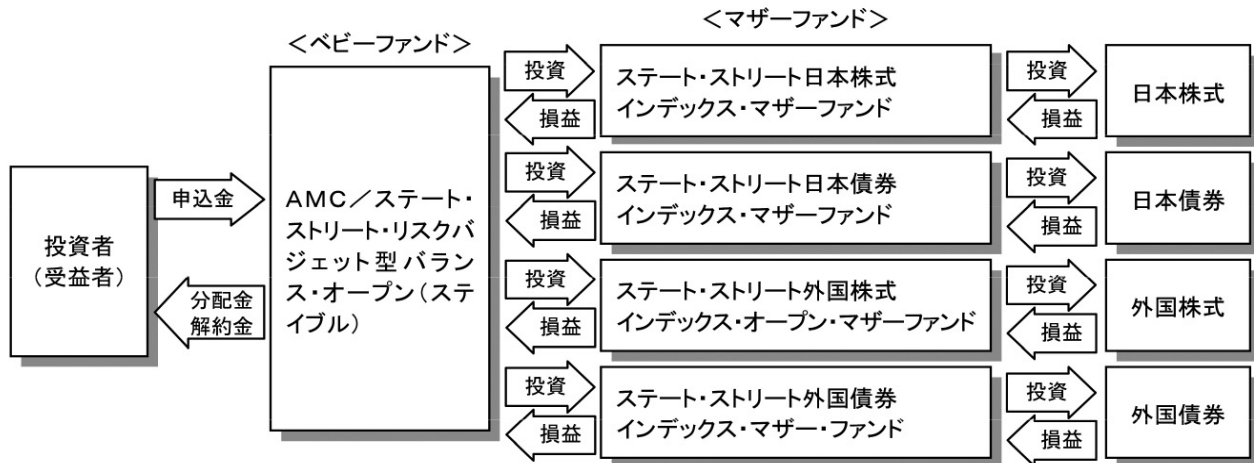 ＜マザーファンド＞
＜ベビーファンド＞
投資者
（受益者）
申込金
分配金
解約金
AMC／ステート・
ストリート・リスクバ
ジェット型バラン
ス・オープン（ステ
イブル）
投資
損益
ステート・ストリート日本株式
インデックス・マザーファンド
投資
損益
日本株式
投資
損益
ステート・ストリート日本債券
インデックス・マザーファンド
投資
損益
日本債券
投資
損益
ステート・ストリート外国株式
インデックス・オープン・マザーファンド
投資
損益
外国株式
投資
損益
ステート・ストリート外国債券
インデックス・マザー・ファンド
投資
損益
外国債券